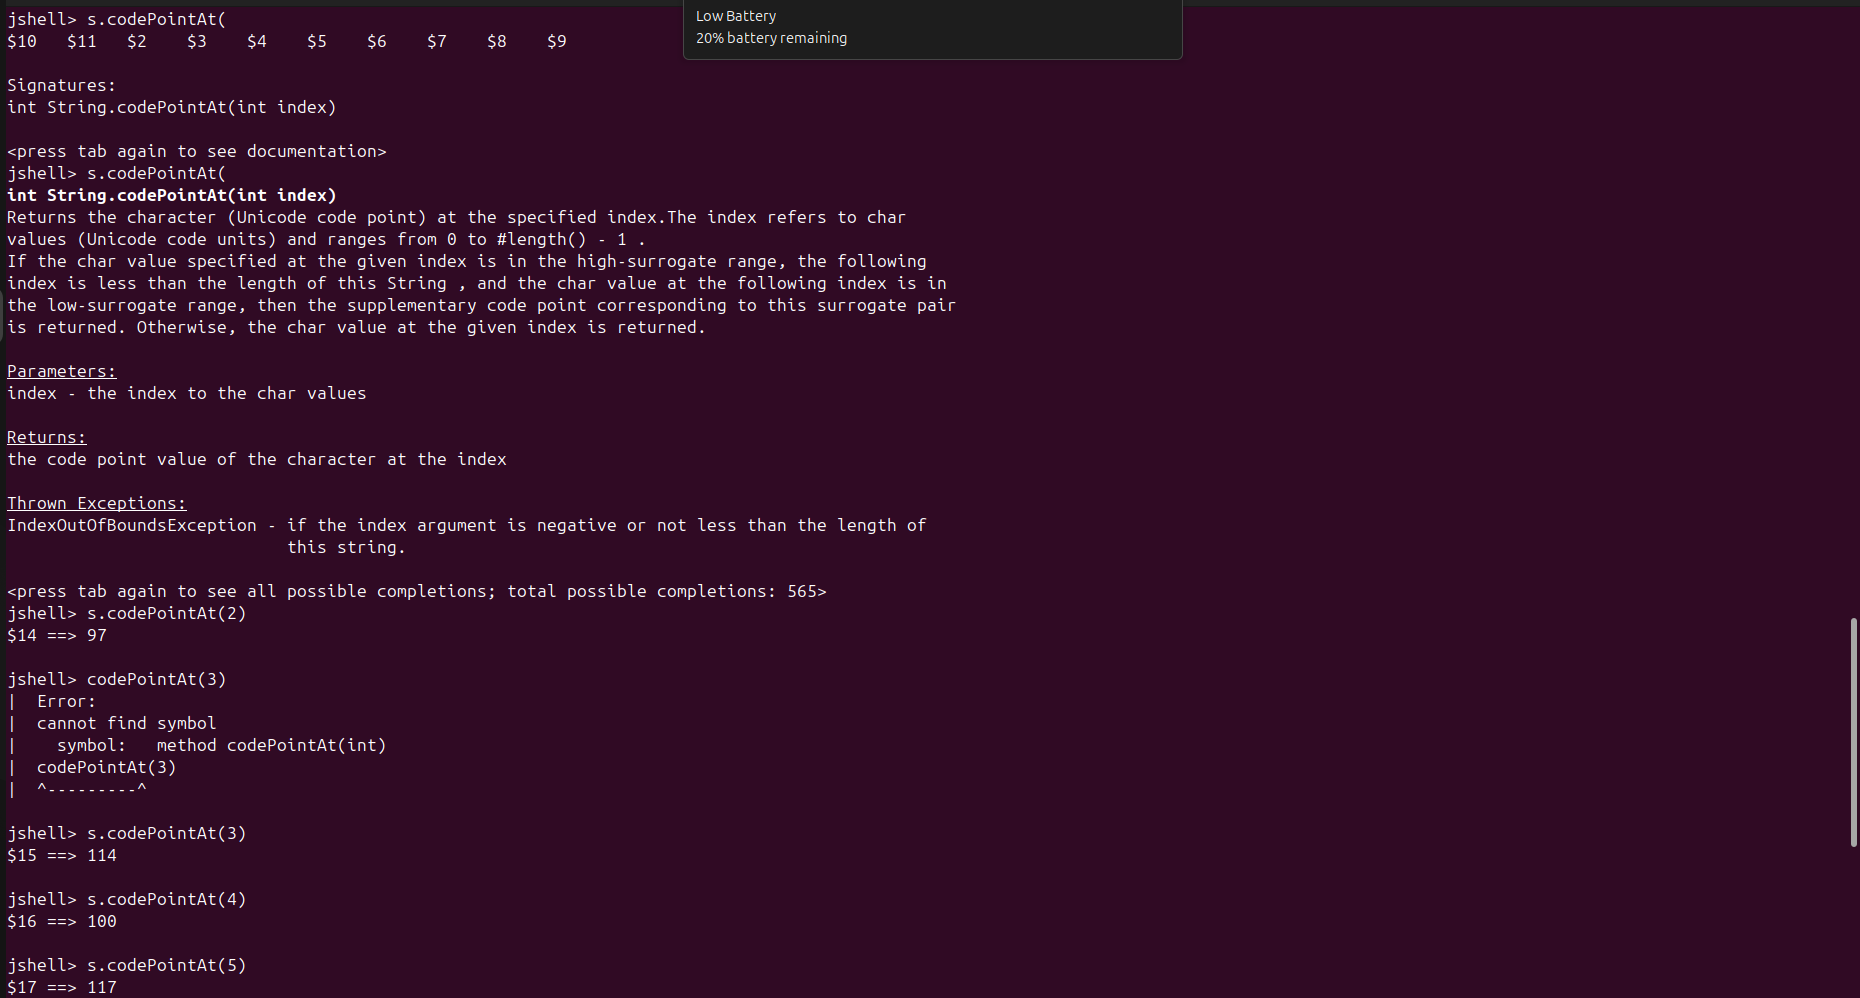 jshell> s.codePointAt(
$10   $11   $2    $3    $4    $5    $6    $7    $8    $9
Low Battery
20% battery remaining
Signatures:
int String.codePointAt(int index)
<press tab again to see documentation>
jshell> s.codePointAt(
int String.codePointAt(int index)
Returns the character (Unicode code point) at the specified index.The index refers to char
values (Unicode code units) and ranges from 0 to #length() - 1 .
If the char value specified at the given index is in the high-surrogate range, the following
index is less than the length of this String , and the char value at the following index is in
the low-surrogate range, then the supplementary code point corresponding to this surrogate pair
is returned. Otherwise, the char value at the given index is returned.
Parameters:
index - the index to the char values
Returns:
the code point value of the character at the index
Thrown Exceptions:
IndexOutOfBoundsException - if the index argument is negative or not less than the length of
                            this string.
<press tab again to see all possible completions; total possible completions: 565>
jshell> s.codePointAt(2)
$14 ==> 97
jshell> codePointAt(3)
|  Error:
|  cannot find symbol
|    symbol:   method codePointAt(int)
|  codePointAt(3)
|  ^---------^
jshell> s.codePointAt(3)
$15 ==> 114
jshell> s.codePointAt(4)
$16 ==> 100
jshell> s.codePointAt(5)
$17 ==> 117